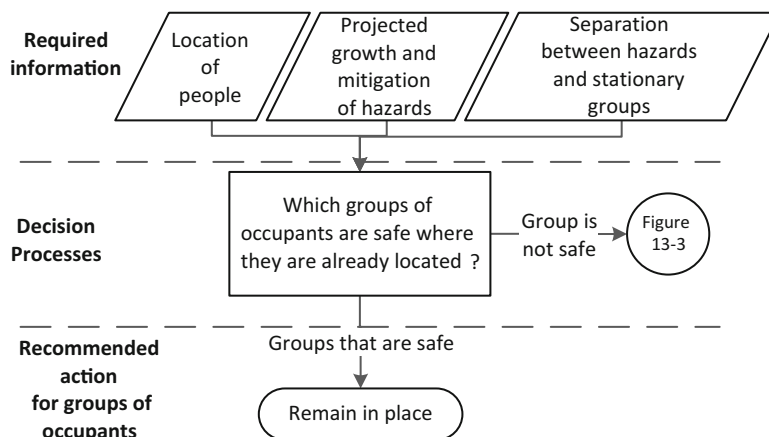 Required
information
Location
of
people
Projected
growth and
mitigation
of hazards
Separation
between hazards
and stationary
groups
Decision
Processes
Which groups of
occupants are safe where
they are already located ?
Group is
not safe
Figure
13-3
Recommended
action
for groups of
occupants
Groups that are safe
Remain in place